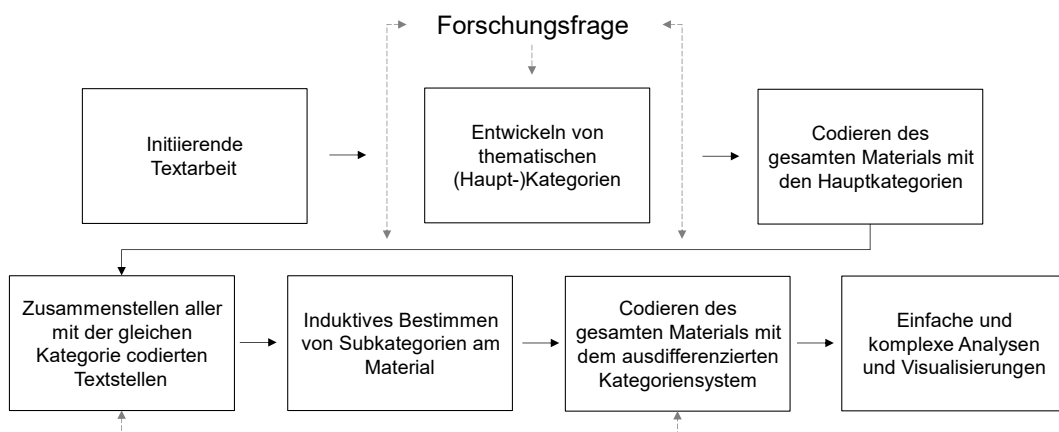 Forschungsfrage
Initiierende
Textarbeit
Entwickeln von
thematischen
(Haupt-)Kategorien
Codieren des
gesamten Materials mit
den Hauptkategorien
Zusammenstellen aller
mit der gleichen
Kategorie codierten
Textstellen
Induktives Bestimmen
von Subkategorien am
Material
Codieren des
gesamten Materials mit
dem ausdifferenzierten
Kategoriensystem
Einfache und
komplexe Analysen
und Visualisierungen